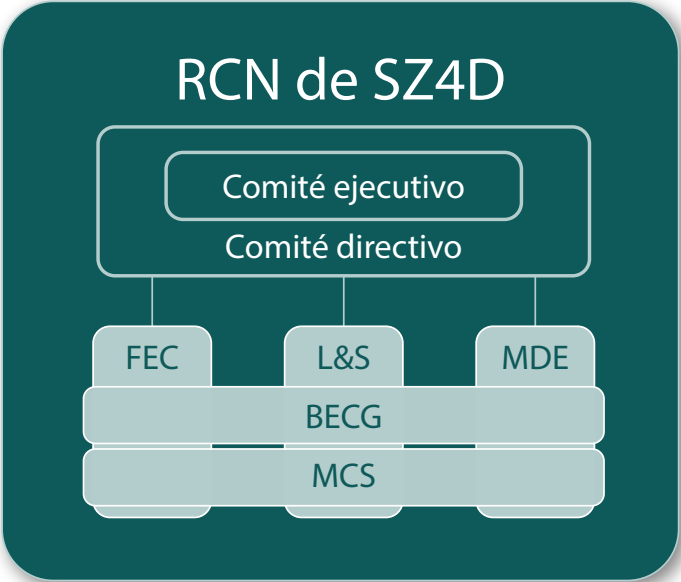 RCN de SZ4D
Comité ejecutivo
Comité directivo
FEC
L&S
MDE
BECG
MCS